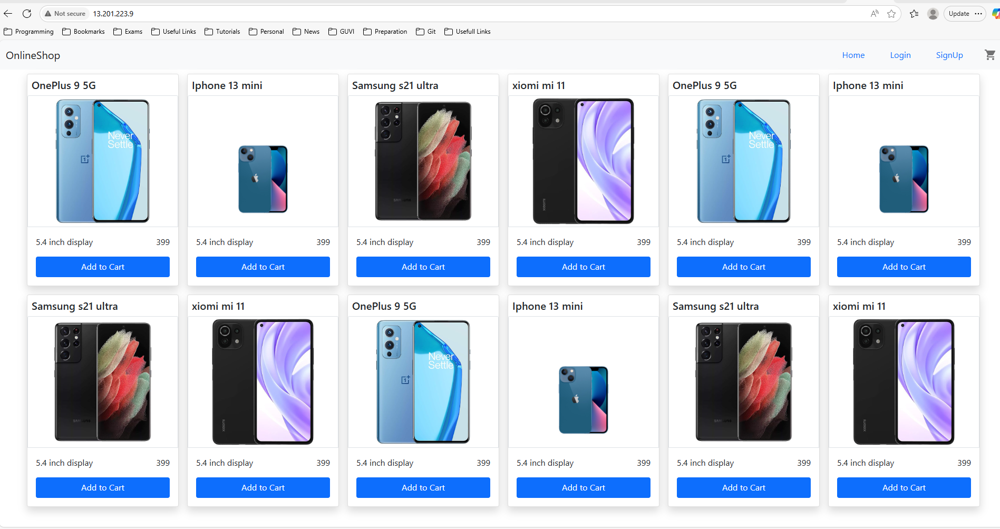 Not secure 13.201.223.9 Update
Programming Bookmarks Exams Useful Links Tutorials Personal News GUVI Preparation Git Usefull Links
OnlineShop Home Login SignUp
OnePlus 9 5G Iphone 13 mini Samsung s21 ultra xiomi mi 11 OnePlus 9 5G Iphone 13 mini
Never Never
Settle Settle
SAMSUNG XIAOMI
5.4 inch display 399 5.4 inch display 399 5.4 inch display 399 5.4 inch display 399 5.4 inch display 399 5.4 inch display 399
Add to Cart Add to Cart Add to Cart Add to Cart Add to Cart Add to Cart
Samsung s21 ultra xiomi mi 11 OnePlus 9 5G Iphone 13 mini Samsung s21 ultra xiomi mi 11
Never
Settle
SAMSUNG XIAOMI SAMSUNG XIAOMI
5.4 inch display 399 5.4 inch display 399 5.4 inch display 399 5.4 inch display 399 5.4 inch display 399 5.4 inch display 399
Add to Cart Add to Cart Add to Cart Add to Cart Add to Cart Add to Cart